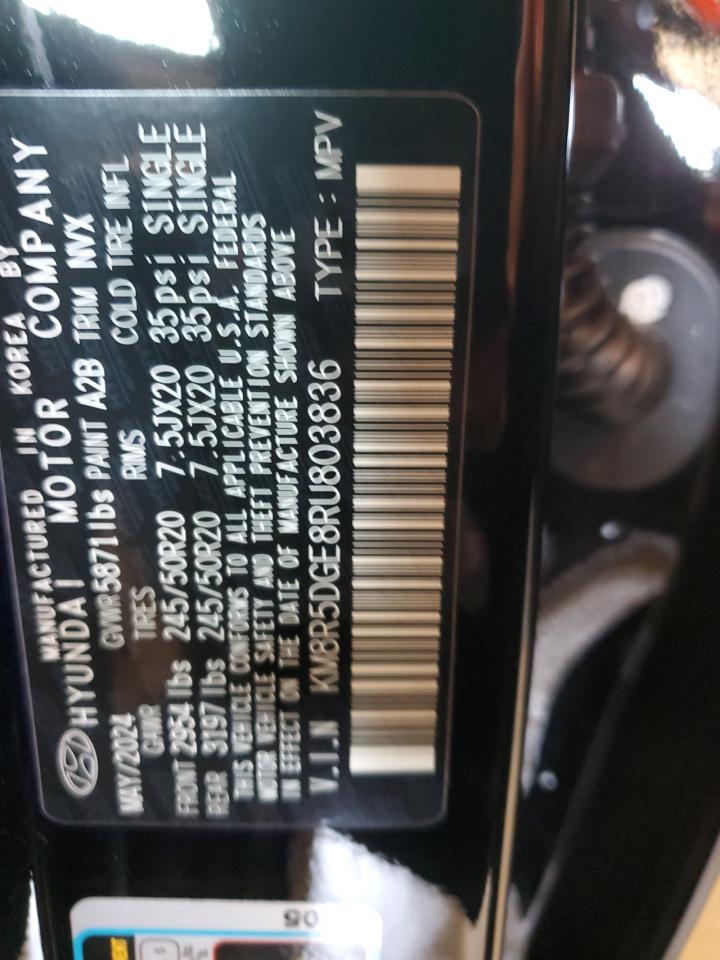 MANUFACTURED IN KOREA BY
HYUNDAI MOTOR COMPANY
MAY/2024 GVWR 5871 lbs PAINT A2B TRIM NVX
GAWR TIRES RIMS COLD TIRE INFL
FRONT 2954 lbs 245/50R20 7.5JX20 35psi SINGLE
REAR 3197 lbs 245/50R20 7.5JX20 35psi SINGLE
THIS VEHICLE CONFORMS TO ALL APPLICABLE U.S.A. FEDERAL
MOTOR VEHICLE SAFETY AND THEFT PREVENTION STANDARDS
IN EFFECT ON THE DATE OF MANUFACTURE SHOWN ABOVE
V.I.N KM8R5DGE8RU803836 TYPE : MPV
05